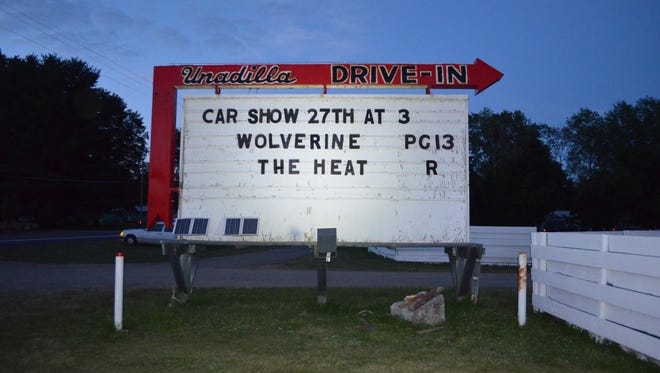 Unadilla DRIVE-IN
CAR SHOW 27TH AT 3
WOLVERINE PG13
THE HEAT R